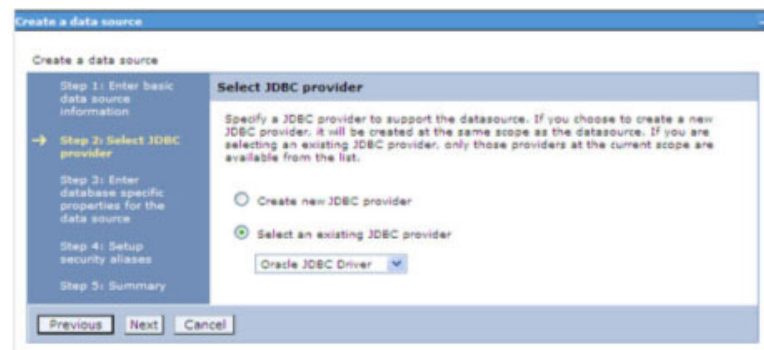 Create a data source
Create a data source
Step 1: Enter basic
data source
information
Step 2: Select JDBC
provider
Step 3: Enter
database specific
properties for the
data source
Step 4: Setup
security aliases
Step 5: Summary
Select JDBC provider
Specify a JDBC provider to support the datasource. If you choose to create a new
JDBC provider, it will be created at the same scope as the datasource. If you are
selecting an existing JDBC provider, only those providers at the current scope are
available from the list.
Create new JDBC provider
Select an existing JDBC provider
Oracle JDBC Driver
Previous Next Cancel